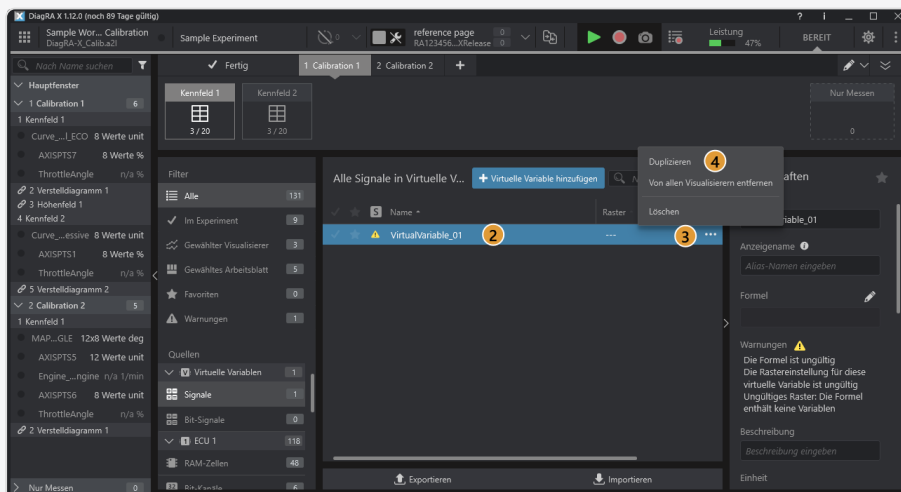 DiagRA X 1.12.0 (noch 89 Tage gültig)
? i
Sample Wor... Calibration
DiagRA-X_Calib.a2l
Sample Experiment
0
reference page 0
RA123456...XRelease 0
Leistung
47%
BEREIT
Nach Name suchen
Hauptfenster
1 Calibration 1 6
1 Kennfeld 1
Curve_...l_ECO 8 Werte unit
AXISPTS7 8 Werte %
ThrottleAngle n/a %
2 Verstelldiagramm 1
3 Höhenfeld 1
4 Kennfeld 2
Curve_...essive 8 Werte unit
AXISPTS1 8 Werte %
ThrottleAngle n/a %
5 Verstelldiagramm 2
2 Calibration 2 5
1 Kennfeld 1
MAP...GLE 12x8 Werte deg
AXISPTS5 12 Werte unit
Engine_...ngine n/a 1/min
AXISPTS6 8 Werte unit
ThrottleAngle n/a %
2 Verstelldiagramm 1
Nur Messen 0
Fertig
1 Calibration 1 2 Calibration 2 +
Kennfeld 1
3 / 20
Kennfeld 2
3 / 20
Nur Messen
0
Filter
Alle 131
Im Experiment 9
Gewählter Visualisierer 3
Gewähltes Arbeitsblatt 5
Favoriten 0
Warnungen 1
Quellen
V Virtuelle Variablen 1
Signale 1
Bit-Signale 0
1 ECU 1 118
RAM-Zellen 48
Bit-Kanäle 6
Alle Signale in Virtuelle V...
+ Virtuelle Variable hinzufügen
S Name Raster
VirtualVariable_01 2 --- 3 ...
Duplizieren 4
Von allen Visualisierern entfernen
Löschen
Exportieren
Importieren
aften
iable_01
Anzeigename
Alias-Namen eingeben
Formel
Warnungen
Die Formel ist ungültig
Die Rastereinstellung für diese
virtuelle Variable ist ungültig
Ungültiges Raster: Die Formel
enthält keine Variablen
Beschreibung
Beschreibung eingeben
Einheit